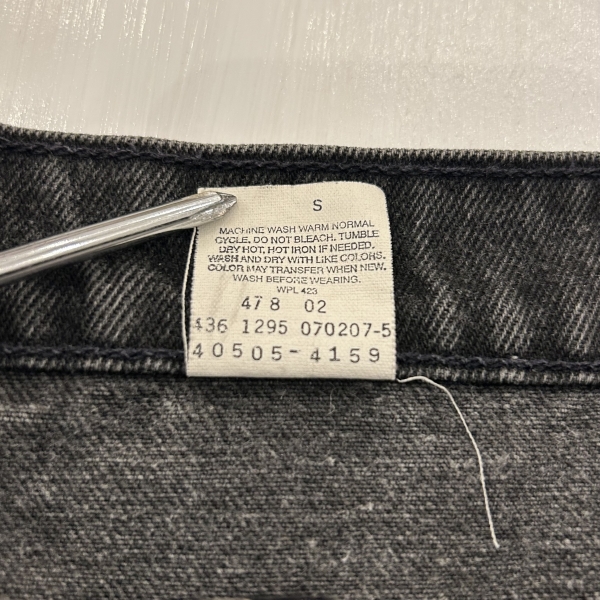 S
MACHINE WASH WARM NORMAL
CYCLE. DO NOT BLEACH. TUMBLE
DRY HOT, HOT IRON IF NEEDED.
WASH AND DRY WITH LIKE COLORS.
COLOR MAY TRANSFER WHEN NEW.
WASH BEFORE WEARING.
WPL 423
478 02
436 1295 070207-5
40505-4159